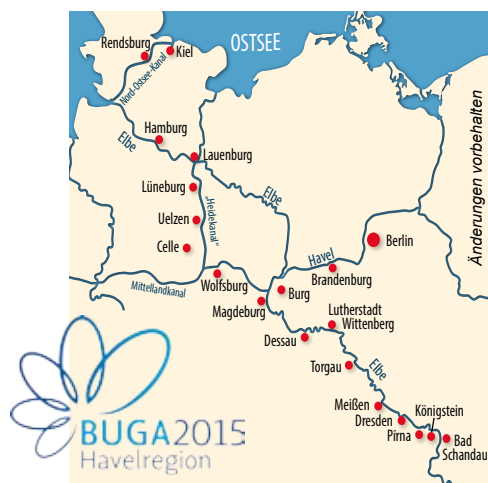 OSTSEE
Rendsburg
Kiel
Nord-Ostsee-Kanal
Hamburg
Elbe
Lauenburg
Lüneburg
Elbe
Uelzen
„Heidekanal"
Celle
Berlin
Havel
Brandenburg
Wolfsburg
Mittellandkanal
Burg
Magdeburg
Lutherstadt
Wittenberg
Dessau
Elbe
Torgau
Meißen
Königstein
Dresden
Pirna
Bad
Schandau
Änderungen vorbehalten
BUGA2015
Havelregion